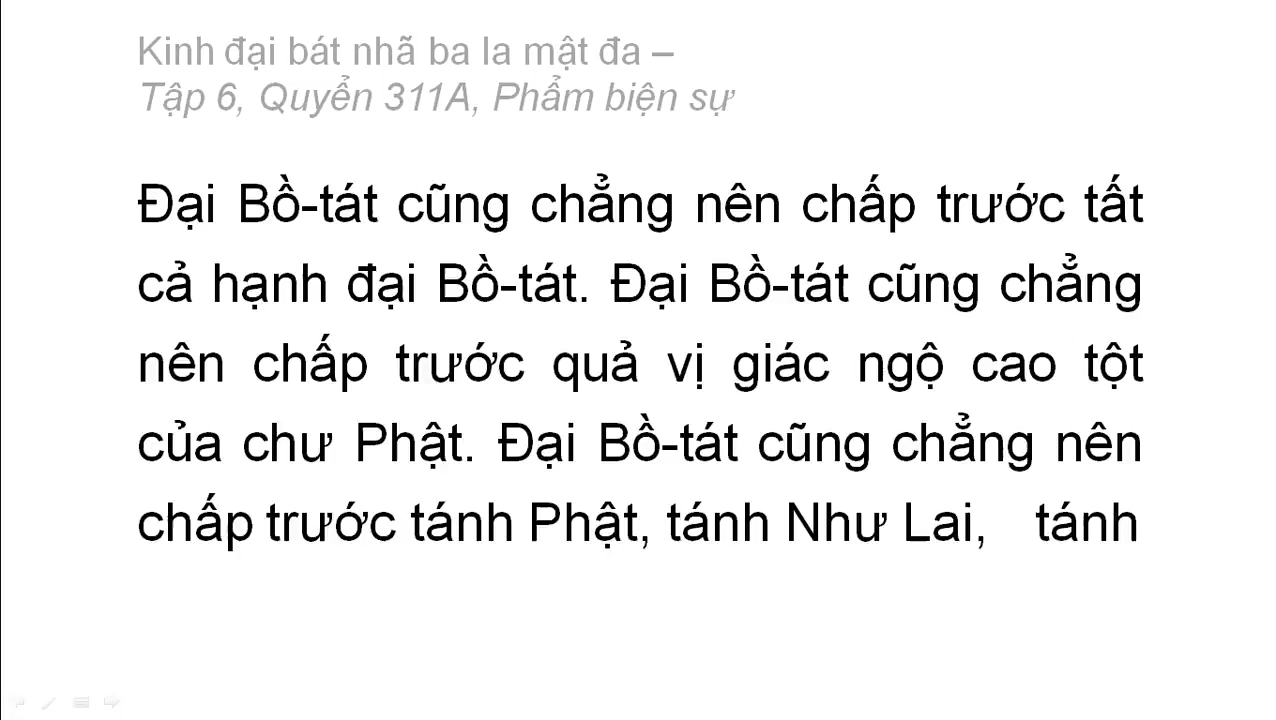 Kinh đại bát nhã ba la mật đa –
Tập 6, Quyển 311A, Phẩm biện sự
Đại Bồ-tát cũng chẳng nên chấp trước tất
cả hạnh đại Bồ-tát. Đại Bồ-tát cũng chẳng
nên chấp trước quả vị giác ngộ cao tột
của chư Phật. Đại Bồ-tát cũng chẳng nên
chấp trước tánh Phật, tánh Như Lai, tánh